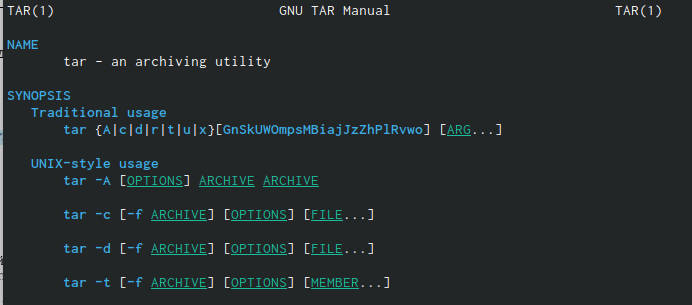 TAR(1) GNU TAR Manual TAR(1)
NAME
tar - an archiving utility
SYNOPSIS
Traditional usage
tar {A|c|d|r|t|u|x}[GnSkUWOmpsMBiajJzZhPlRvwo] [ARG...]
UNIX-style usage
tar -A [OPTIONS] ARCHIVE ARCHIVE
tar -c [-f ARCHIVE] [OPTIONS] [FILE...]
tar -d [-f ARCHIVE] [OPTIONS] [FILE...]
tar -t [-f ARCHIVE] [OPTIONS] [MEMBER...]